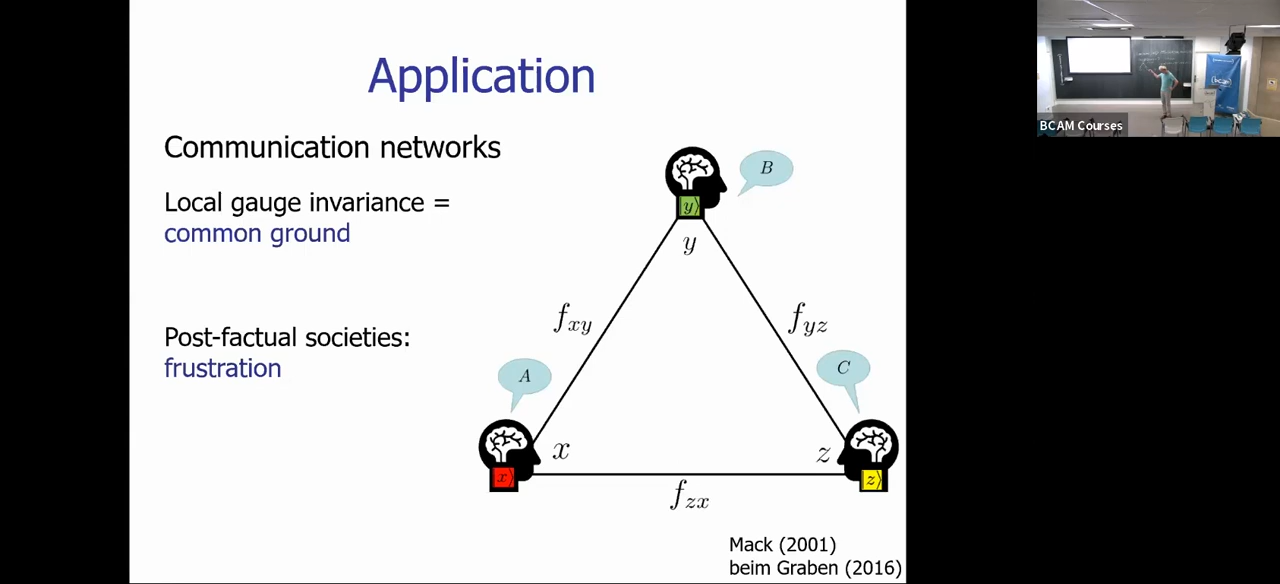 Application
Communication networks
Local gauge invariance =
common ground
Post-factual societies:
frustration
B
y⟩
y
f_xy
f_yz
A
C
x
z
x⟩
z⟩
f_zx
Mack (2001)
beim Graben (2016)
BCAM Courses